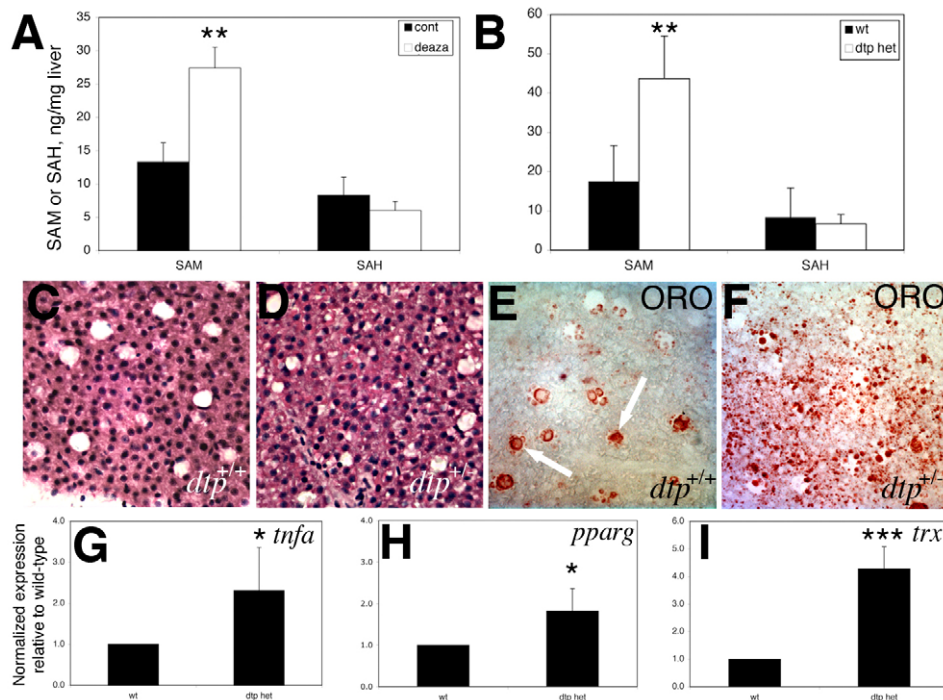 A
B
35
30
25
20
15
10
5
0
SAM or SAH, ng/mg liver
**
cont
deaza
SAM
SAH
60
50
40
30
20
10
0
**
wt
dtp het
SAM
SAH
C
dtp+/+
D
dtp+/-
E
ORO
dtp+/+
F
ORO
dtp+/-
Normalized expression
relative to wild-type
G
* tnfa
4.0
3.0
2.0
1.0
0.0
wt
dtp het
H
pparg
*
4.0
3.0
2.0
1.0
0.0
wt
dtp het
I
*** trx
6.0
5.0
4.0
3.0
2.0
1.0
0.0
wt
dtp het